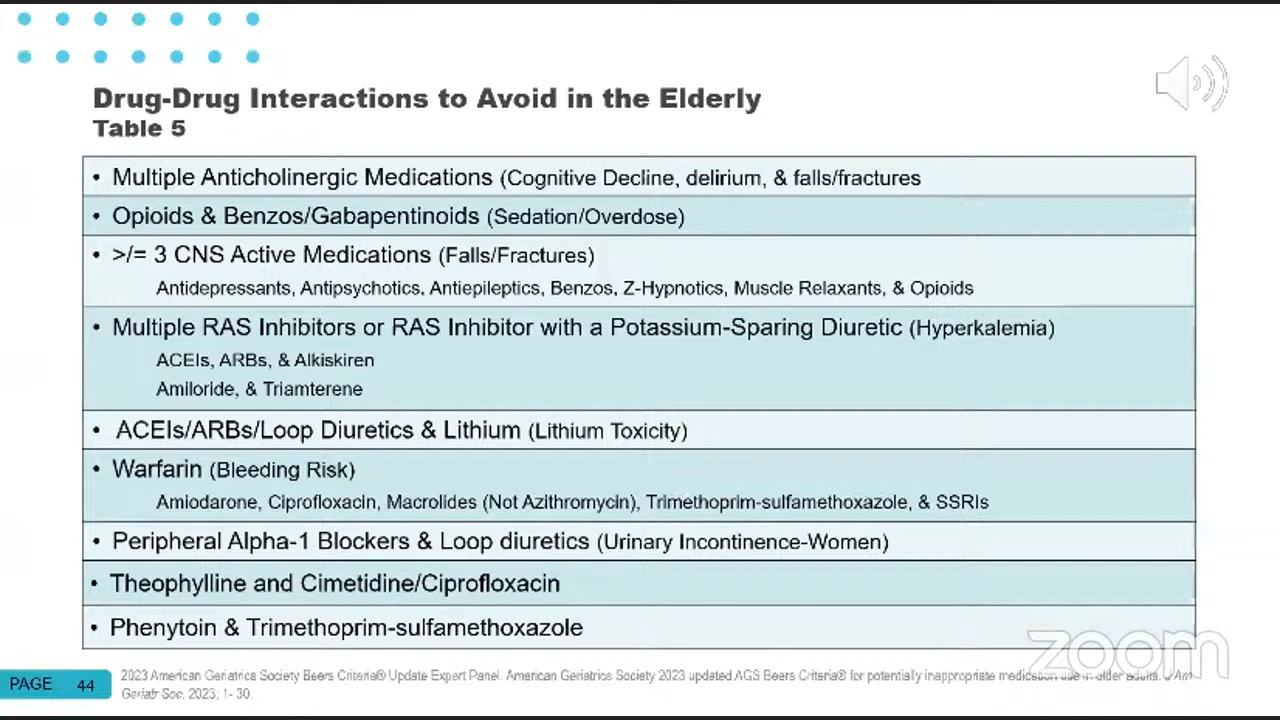 Drug-Drug Interactions to Avoid in the Elderly
Table 5
• Multiple Anticholinergic Medications (Cognitive Decline, delirium, & falls/fractures
• Opioids & Benzos/Gabapentinoids (Sedation/Overdose)
• >/= 3 CNS Active Medications (Falls/Fractures)
Antidepressants, Antipsychotics, Antiepileptics, Benzos, Z-Hypnotics, Muscle Relaxants, & Opioids
• Multiple RAS Inhibitors or RAS Inhibitor with a Potassium-Sparing Diuretic (Hyperkalemia)
ACEIs, ARBs, & Alkiskiren
Amiloride, & Triamterene
• ACEIs/ARBs/Loop Diuretics & Lithium (Lithium Toxicity)
• Warfarin (Bleeding Risk)
Amiodarone, Ciprofloxacin, Macrolides (Not Azithromycin), Trimethoprim-sulfamethoxazole, & SSRIs
• Peripheral Alpha-1 Blockers & Loop diuretics (Urinary Incontinence-Women)
• Theophylline and Cimetidine/Ciprofloxacin
• Phenytoin & Trimethoprim-sulfamethoxazole
zoom
PAGE 44
2023 American Geriatrics Society Beers Criteria® Update Expert Panel. American Geriatrics Society 2023 updated AGS Beers Criteria® for potentially inappropriate medication use in older adults. J Am
Geriatr Soc. 2023; 1- 30.